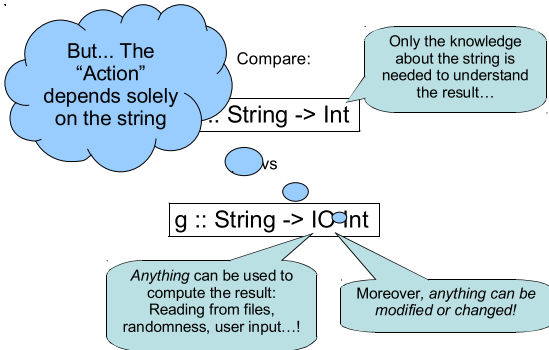 But... The
“Action”
depends solely
on the string
Compare:
Only the knowledge
about the string is
needed to understand
the result…
:: String -> Int
vs
g :: String -> IO Int
Anything can be used to
compute the result:
Reading from files,
randomness, user input…!
Moreover, anything can be
modified or changed!